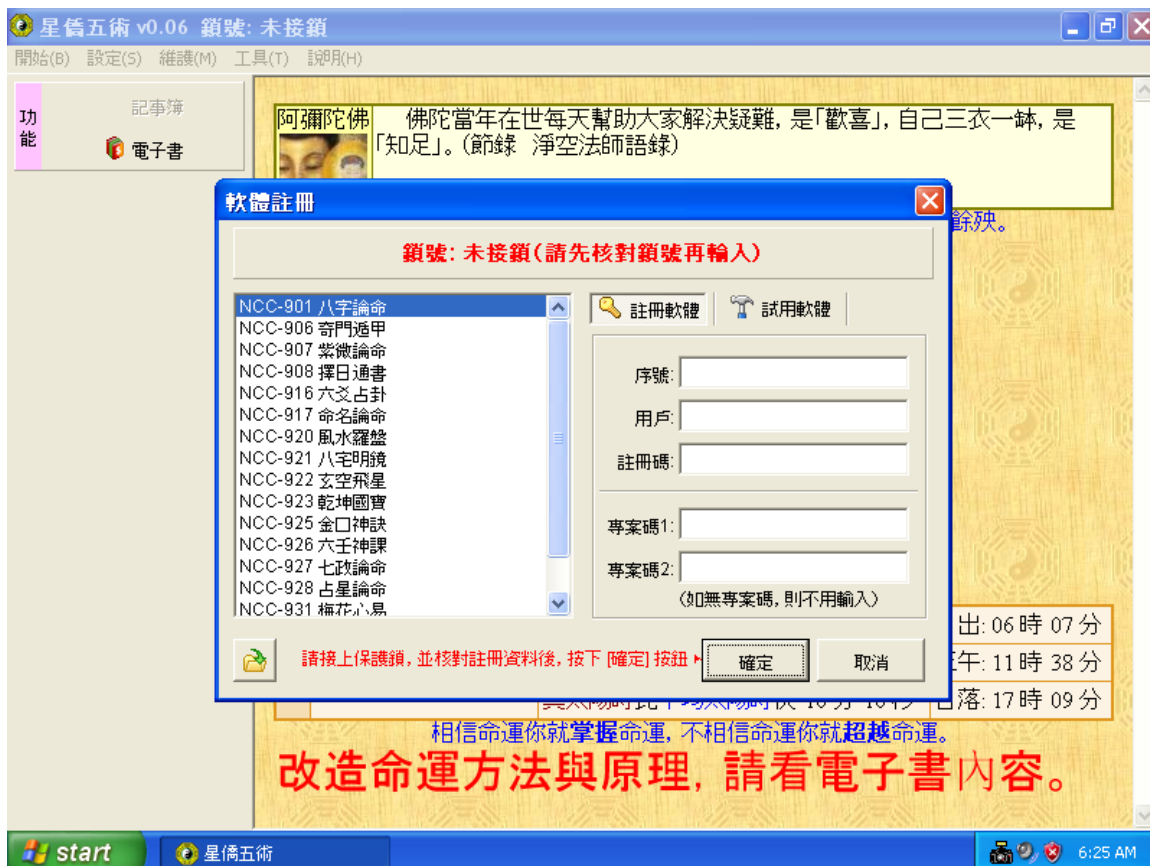 星僑五術 v0.06 鎖號: 未接鎖
開始(B) 設定(S) 維護(M) 工具(T) 說明(H)
功能
記事簿
電子書
阿彌陀佛
佛陀當年在世每天幫助大家解決疑難, 是「歡喜」, 自己三衣一缽, 是
「知足」。(節錄 淨空法師語錄)
餘殃。
軟體註冊
鎖號: 未接鎖(請先核對鎖號再輸入)
NCC-901 八字論命
NCC-906 奇門遁甲
NCC-907 紫微論命
NCC-908 擇日通書
NCC-916 六爻占卦
NCC-917 命名論命
NCC-920 風水羅盤
NCC-921 八宅明鏡
NCC-922 玄空飛星
NCC-923 乾坤國寶
NCC-925 金口神訣
NCC-926 六壬神課
NCC-927 七政論命
NCC-928 占星論命
NCC-931 梅花心易
註冊軟體
試用軟體
序號:
用戶:
註冊碼:
專案碼1:
專案碼2:
(如無專案碼, 則不用輸入)
請接上保護鎖, 並核對註冊資料後, 按下 [確定] 按鈕
確定
取消
出: 06 時 07 分
午: 11 時 38 分
落: 17 時 09 分
相信命運你就掌握命運, 不相信命運你就超越命運。
改造命運方法與原理, 請看電子書內容。
start
星僑五術
6:25 AM